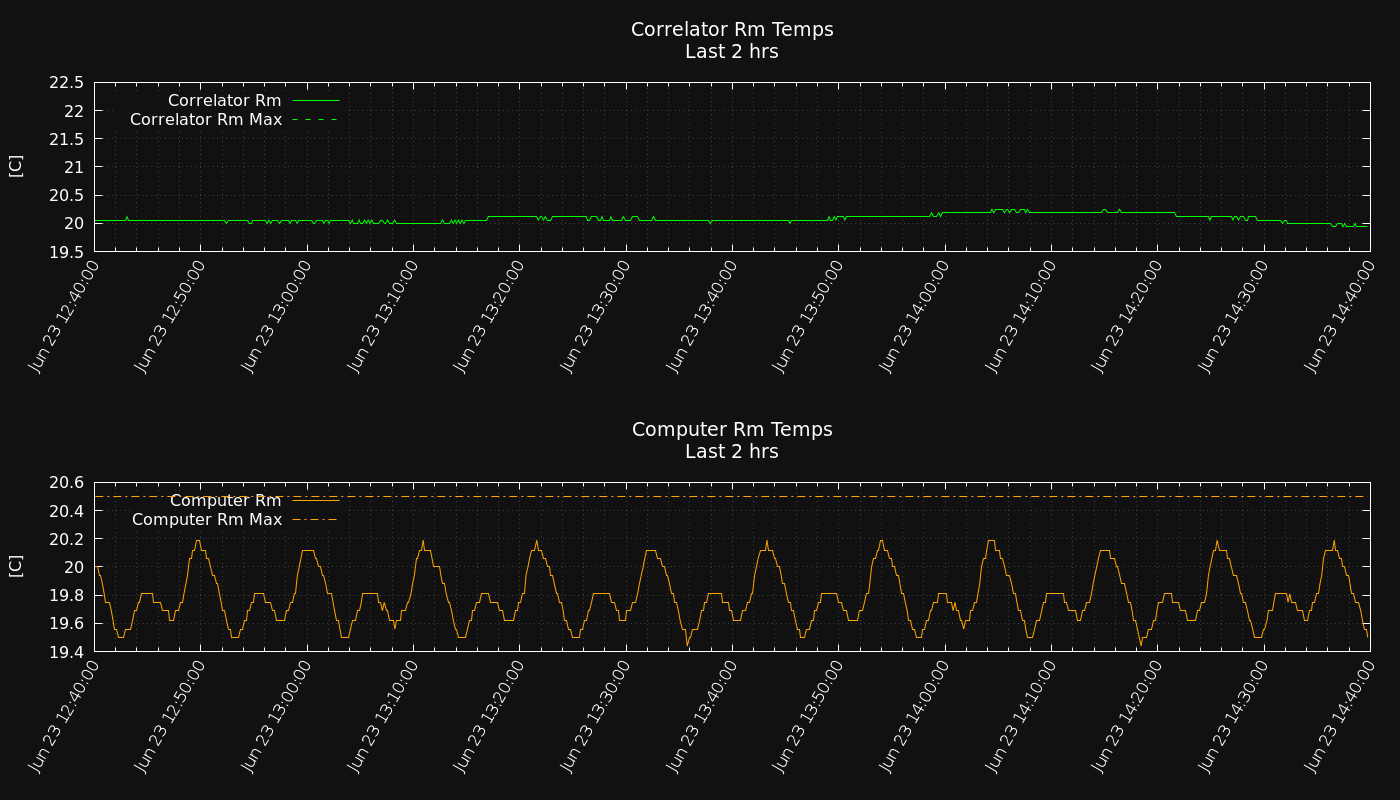 Correlator Rm Temps
Last 2 hrs
22.5
22
21.5
21
20.5
20
19.5
[C]
Correlator Rm
Correlator Rm Max
Jun 23 12:40:00
Jun 23 12:50:00
Jun 23 13:00:00
Jun 23 13:10:00
Jun 23 13:20:00
Jun 23 13:30:00
Jun 23 13:40:00
Jun 23 13:50:00
Jun 23 14:00:00
Jun 23 14:10:00
Jun 23 14:20:00
Jun 23 14:30:00
Jun 23 14:40:00
Computer Rm Temps
Last 2 hrs
20.6
20.4
20.2
20
19.8
19.6
19.4
[C]
Computer Rm
Computer Rm Max
Jun 23 12:40:00
Jun 23 12:50:00
Jun 23 13:00:00
Jun 23 13:10:00
Jun 23 13:20:00
Jun 23 13:30:00
Jun 23 13:40:00
Jun 23 13:50:00
Jun 23 14:00:00
Jun 23 14:10:00
Jun 23 14:20:00
Jun 23 14:30:00
Jun 23 14:40:00